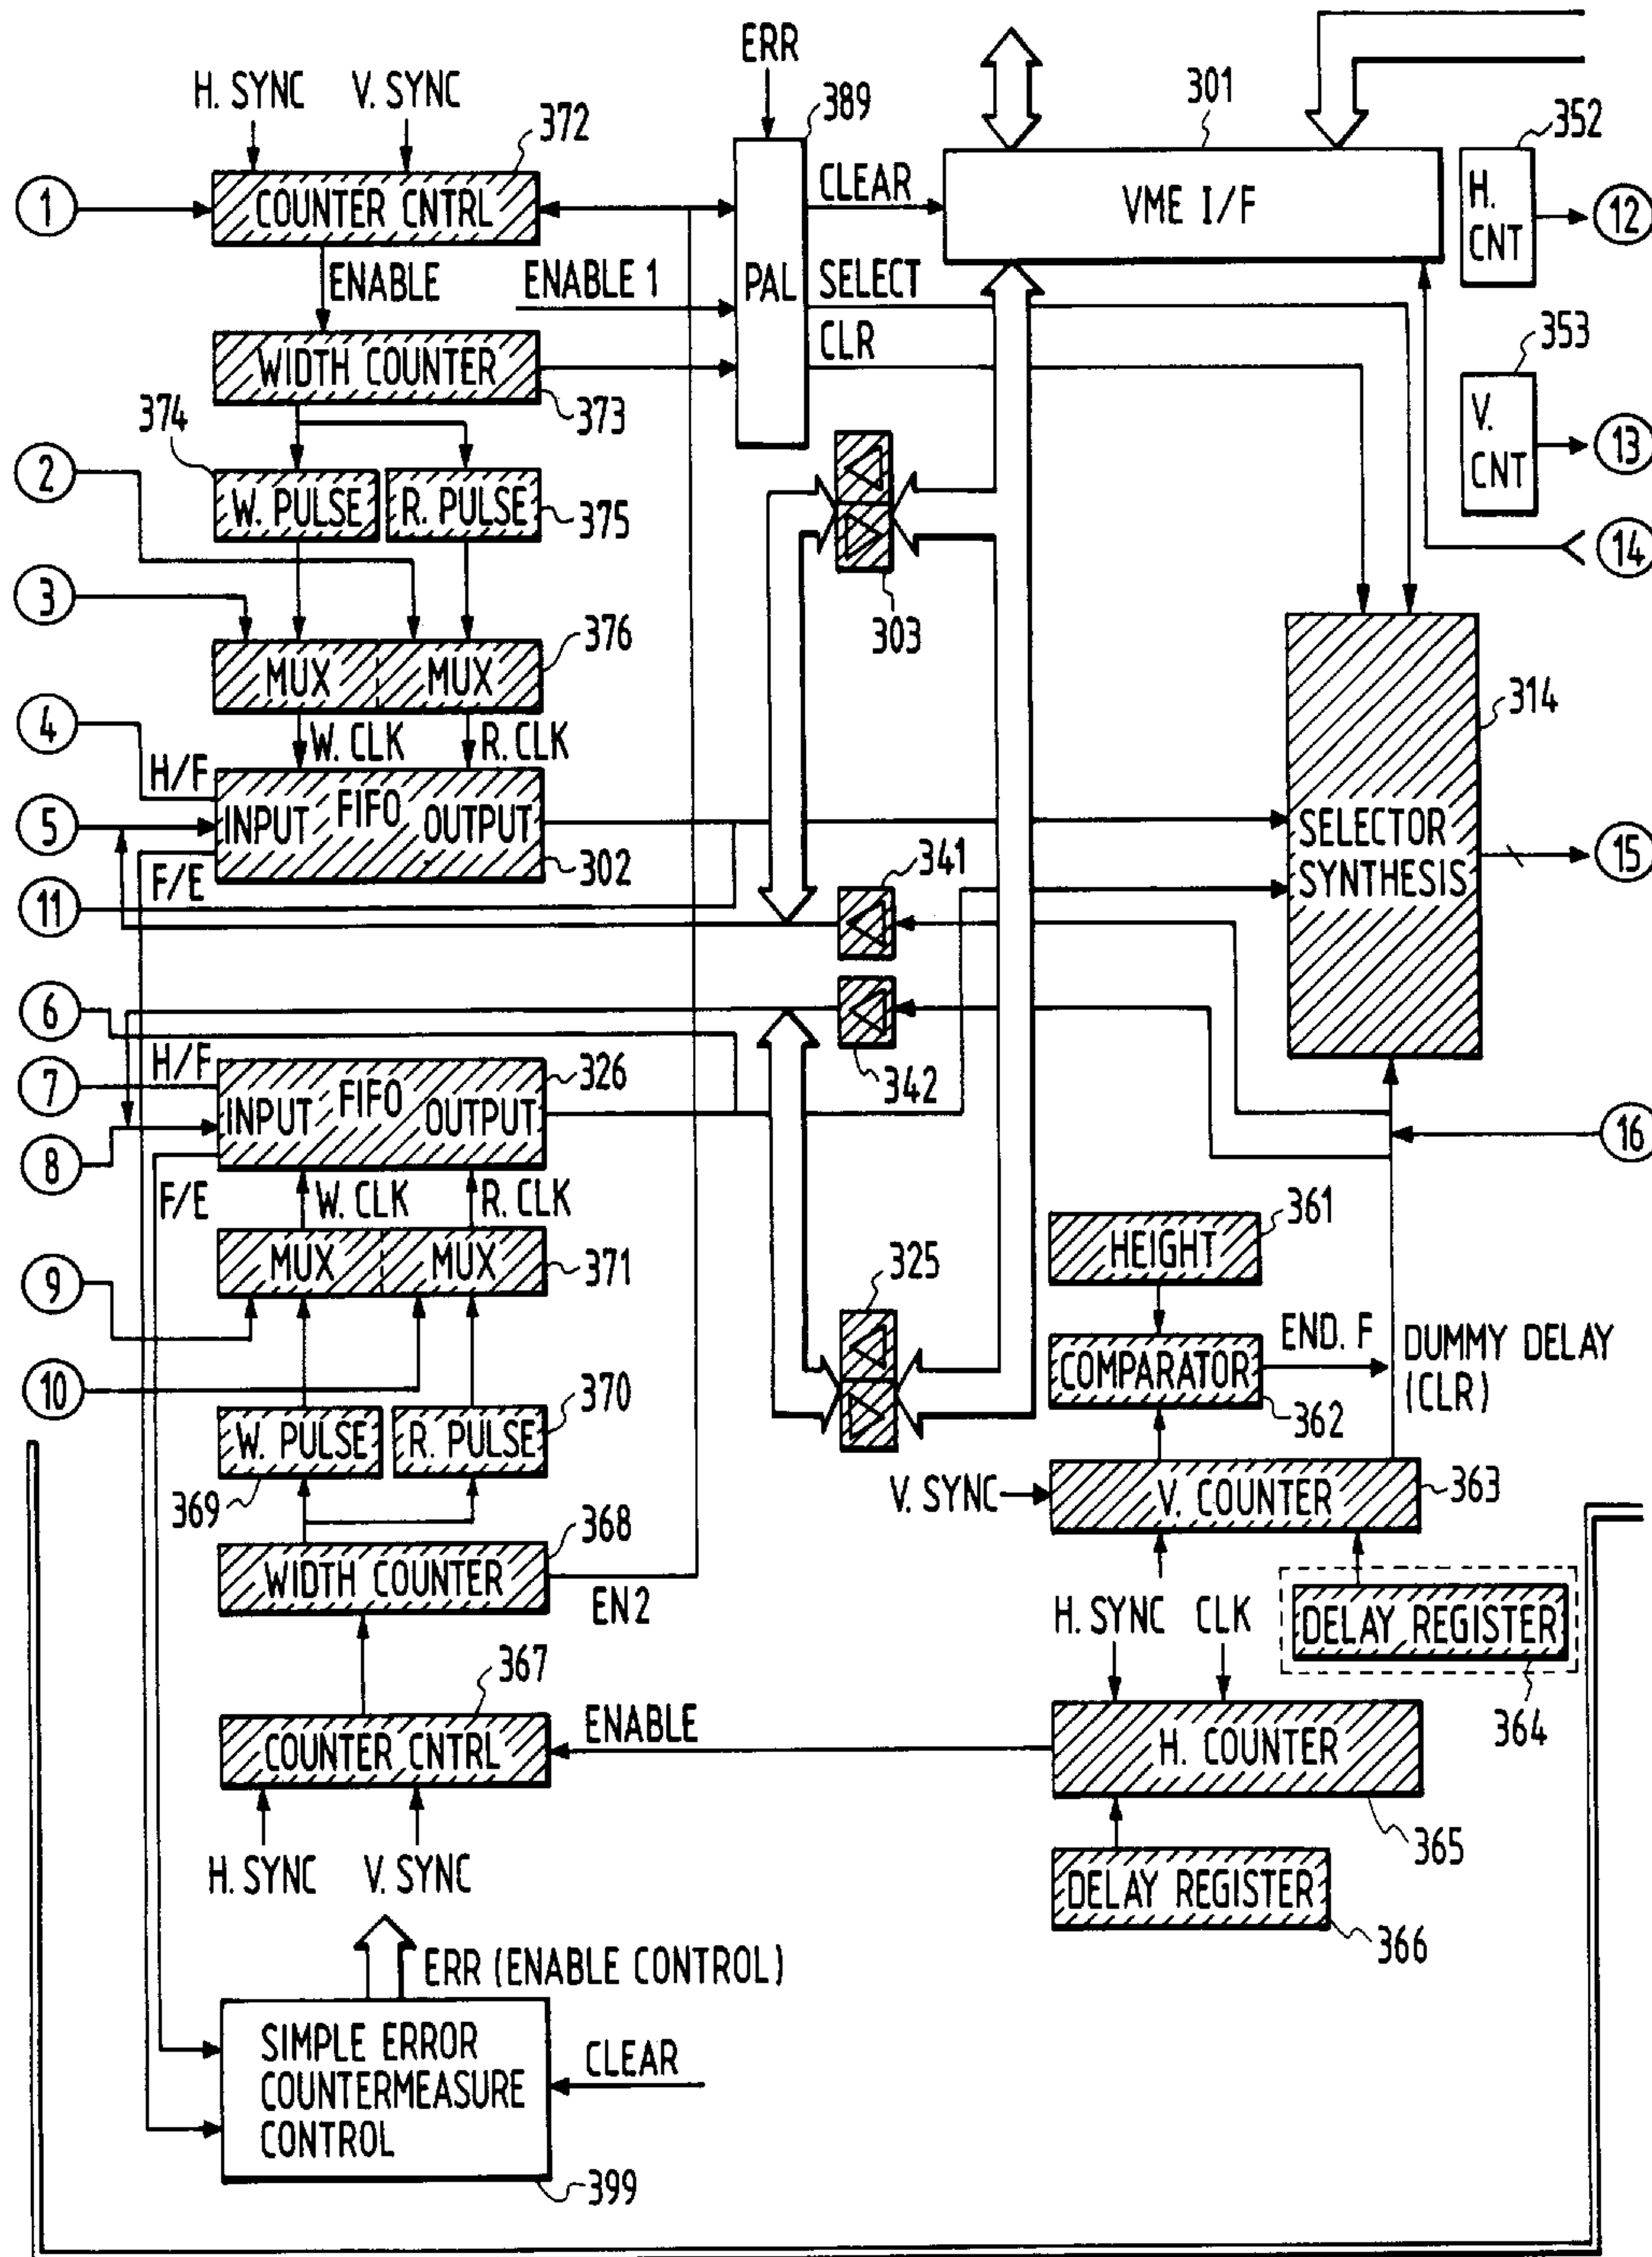 ERR
H. SYNC V. SYNC
372
389
301
352
1
COUNTER CNTRL
CLEAR
VME I/F
H. CNT
12
ENABLE
ENABLE 1
PAL
SELECT
CLR
353
WIDTH COUNTER
373
V. CNT
13
374
2
W. PULSE
R. PULSE
375
14
3
303
376
MUX MUX
314
4
W. CLK
R. CLK
H/F
5
INPUT FIFO OUTPUT
302
SELECTOR
SYNTHESIS
15
F/E
341
11
6
342
7
H/F
326
INPUT FIFO OUTPUT
8
16
F/E
W. CLK
R. CLK
361
HEIGHT
MUX MUX
371
9
325
END. F
DUMMY DELAY
(CLR)
COMPARATOR
362
10
370
W. PULSE
R. PULSE
369
V. SYNC
V. COUNTER
363
368
WIDTH COUNTER
EN2
H. SYNC CLK
DELAY REGISTER
364
367
COUNTER CNTRL
ENABLE
H. COUNTER
365
H. SYNC V. SYNC
DELAY REGISTER
366
ERR (ENABLE CONTROL)
SIMPLE ERROR
COUNTERMEASURE
CONTROL
CLEAR
399